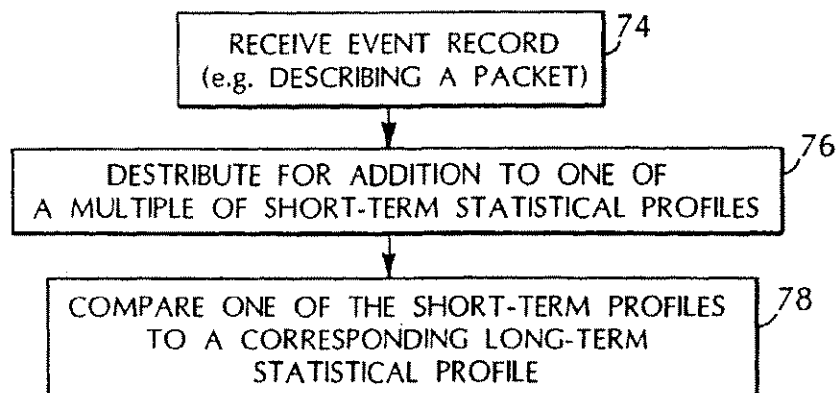 74
RECEIVE EVENT RECORD
(e.g. DESCRIBING A PACKET)
76
DESTRIBUTE FOR ADDITION TO ONE OF
A MULTIPLE OF SHORT-TERM STATISTICAL PROFILES
78
COMPARE ONE OF THE SHORT-TERM PROFILES
TO A CORRESPONDING LONG-TERM
STATISTICAL PROFILE